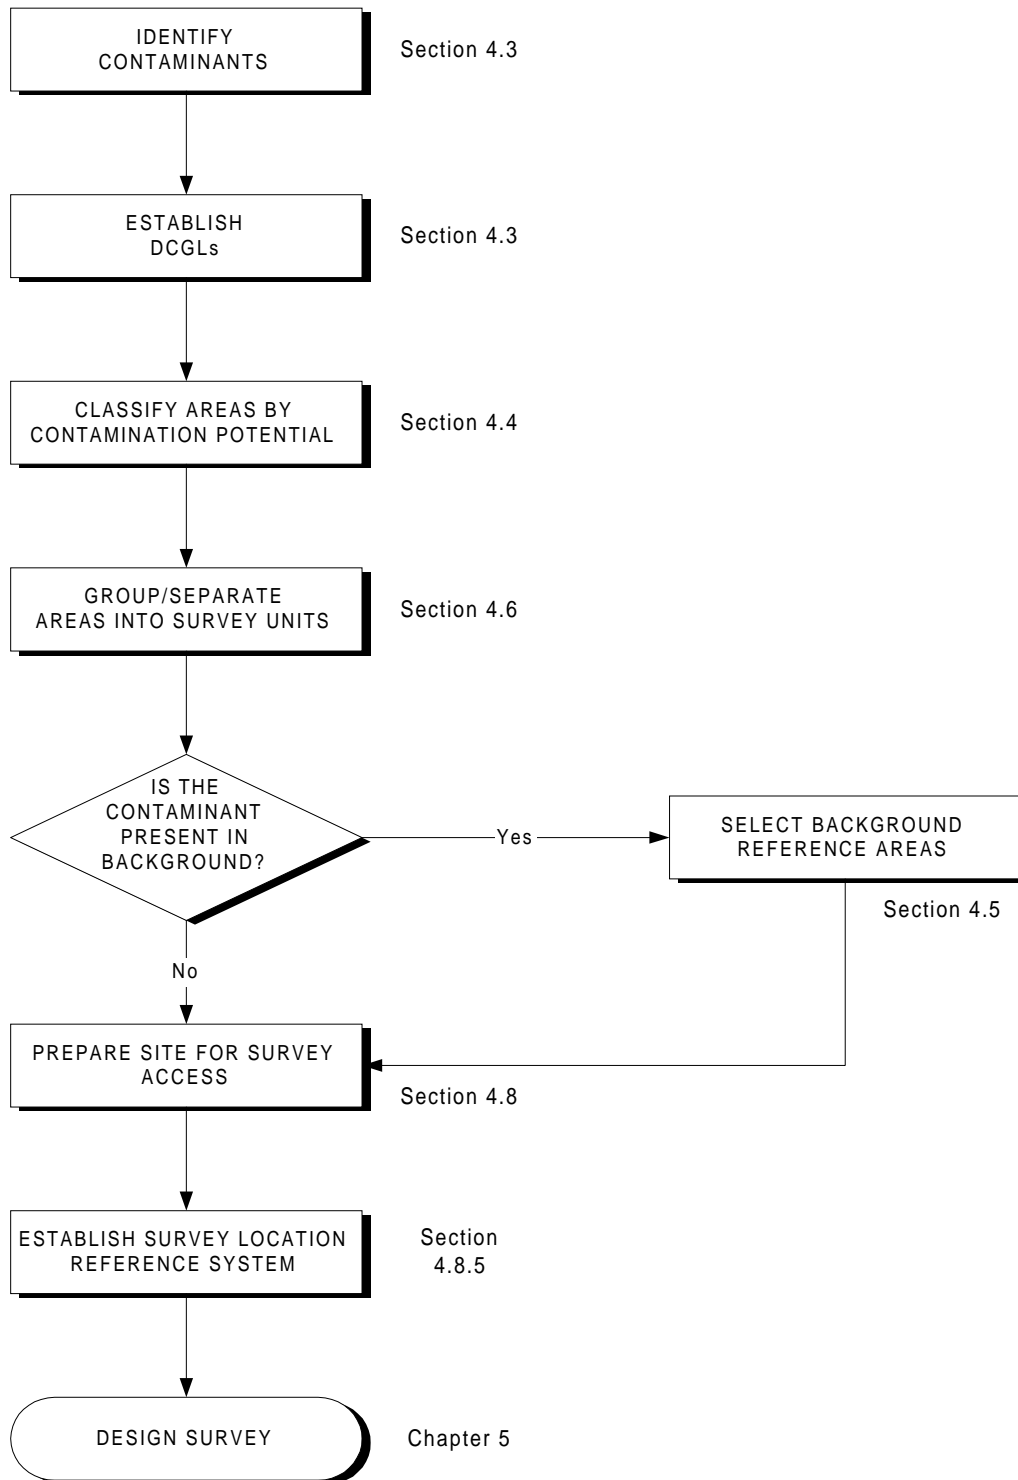 IDENTIFY
CONTAMINANTS
Section 4.3
ESTABLISH
DCGLs
Section 4.3
CLASSIFY AREAS BY
CONTAMINATION POTENTIAL
Section 4.4
GROUP/SEPARATE
AREAS INTO SURVEY UNITS
Section 4.6
IS THE
CONTAMINANT
PRESENT IN
BACKGROUND?
Yes
SELECT BACKGROUND
REFERENCE AREAS
Section 4.5
No
PREPARE SITE FOR SURVEY
ACCESS
Section 4.8
ESTABLISH SURVEY LOCATION
REFERENCE SYSTEM
Section
4.8.5
DESIGN SURVEY
Chapter 5